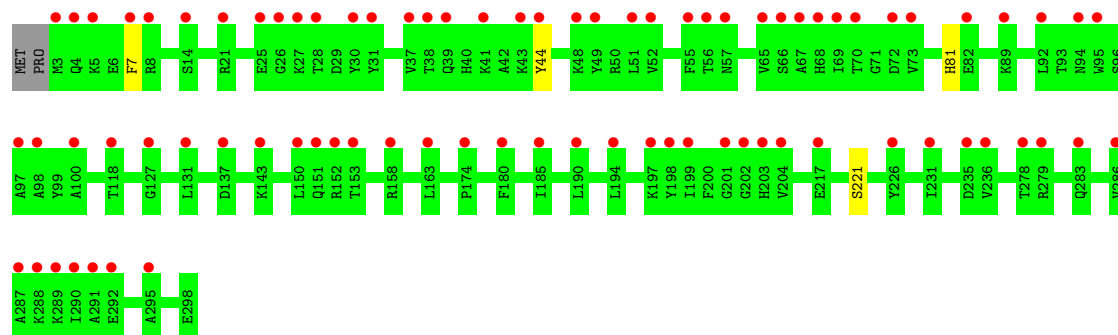 MET PRO M3 Q4 K5 E6 F7 R8 S14 R21 E25 G26 K27 T28 D29 Y30 Y31 V37 T38 Q39 H40 K41 A42 K43 Y44 K48 Y49 R50 L51 V52 F55 T56 N57 V65 S66 A67 H68 I69 T70 G71 D72 V73 H81 E82 K89 L92 T93 N94 W95 S96
A97 A98 Y99 A100 T118 G127 L131 D137 K143 L150 Q151 R152 T153 R158 L163 P174 F180 I185 L190 L194 K197 Y198 I199 F200 G201 G202 H203 V204 E217 S221 Y226 I231 D235 V236 T278 R279 Q283
A287 K288 K289 I290 A291 E292 A295 E298